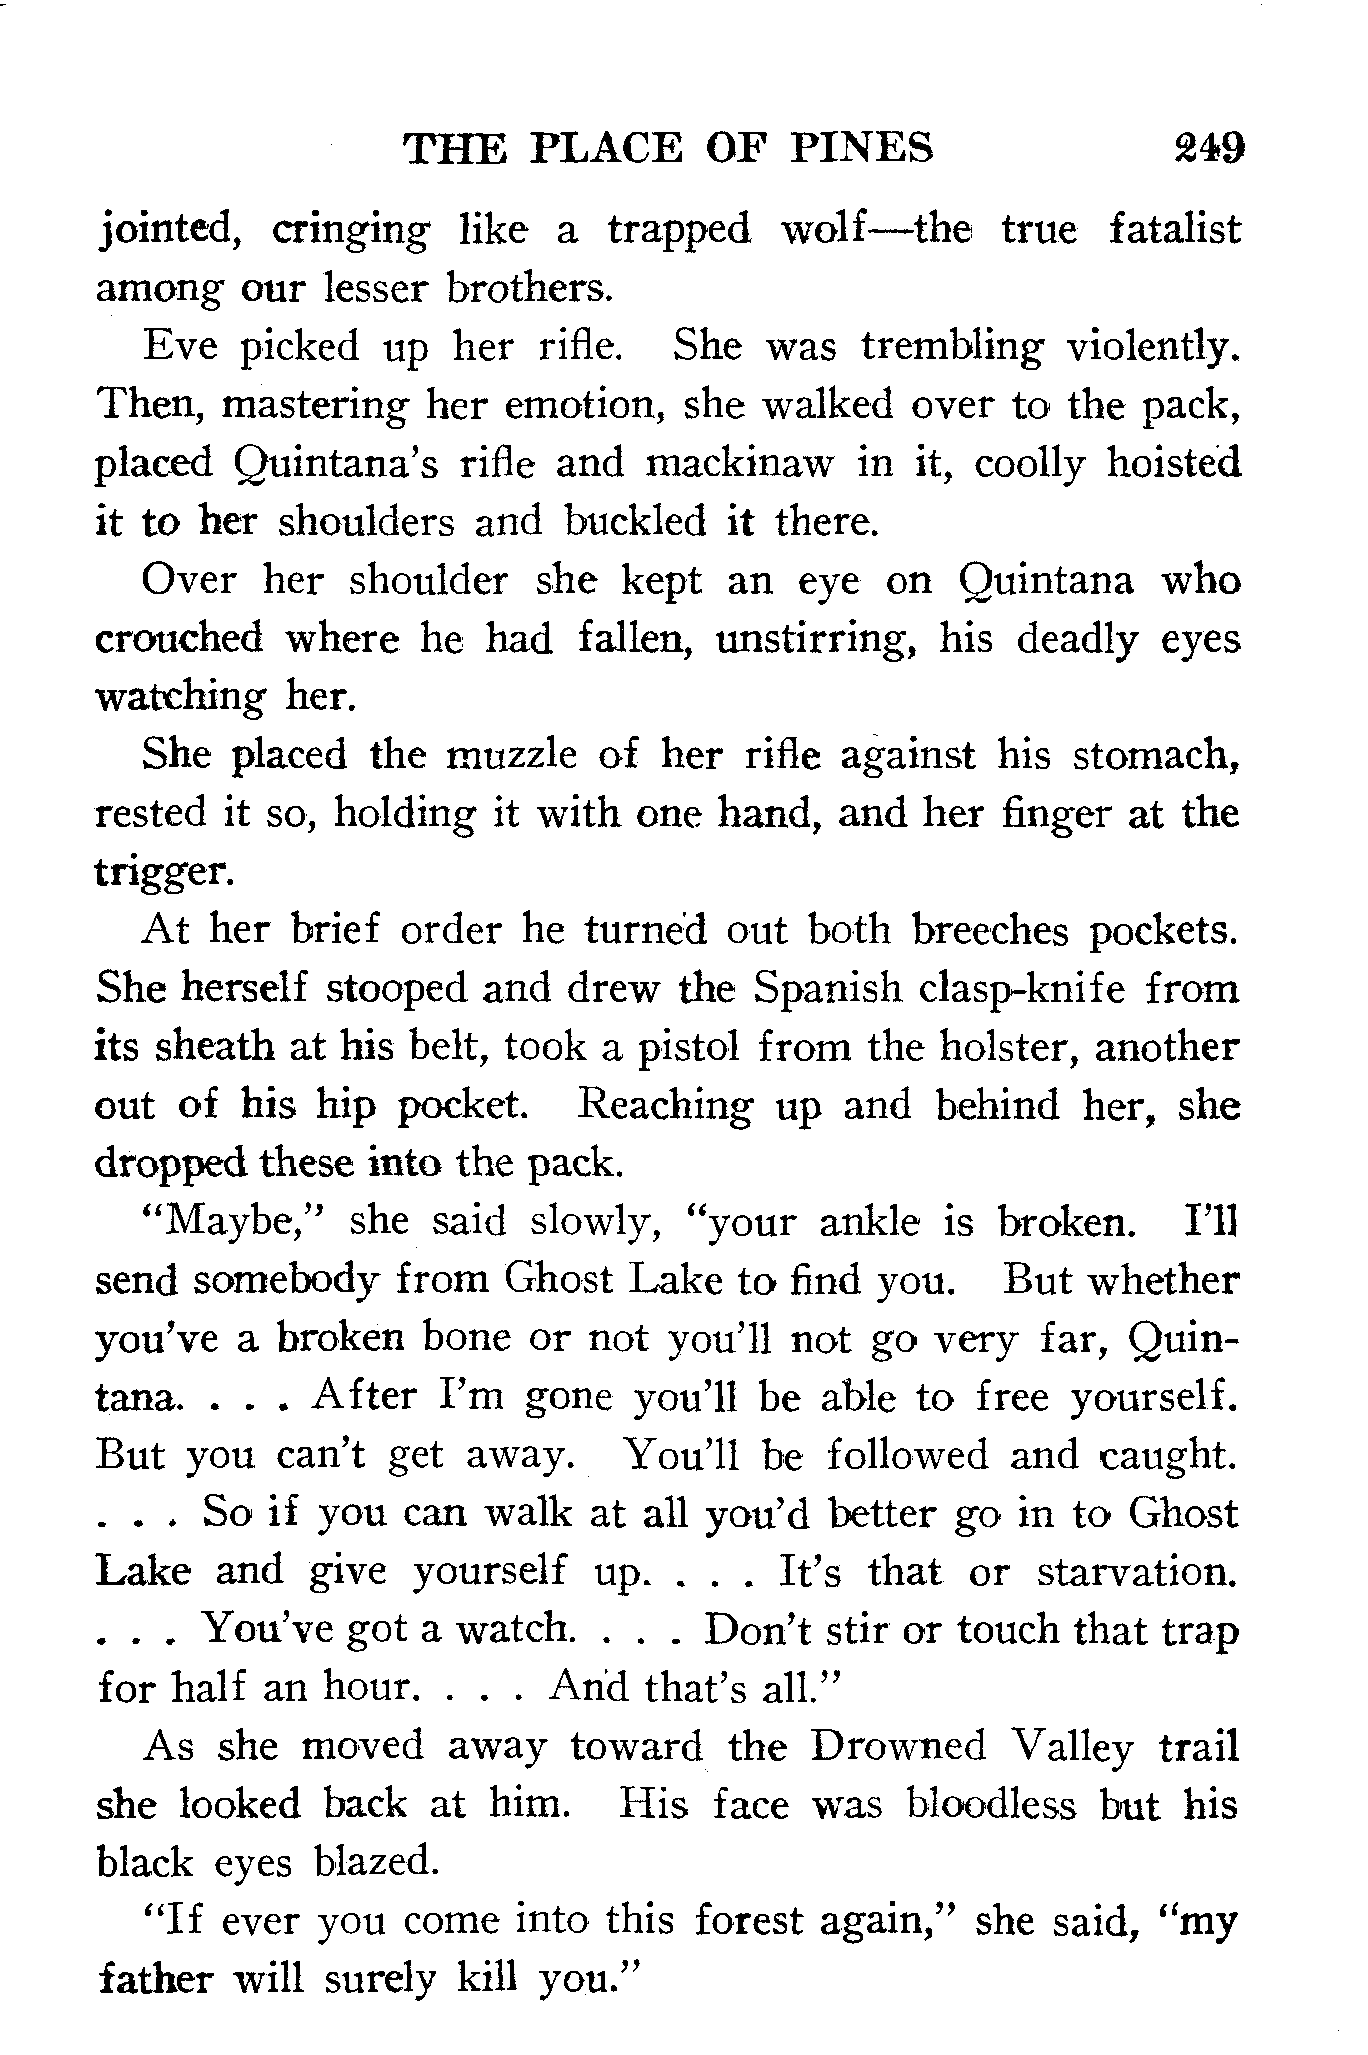 THE PLACE OF PINES 249
jointed, cringing like a trapped wolf—the true fatalist
among our lesser brothers.
Eve picked up her rifle. She was trembling violently.
Then, mastering her emotion, she walked over to the pack,
placed Quintana's rifle and mackinaw in it, coolly hoisted
it to her shoulders and buckled it there.
Over her shoulder she kept an eye on Quintana who
crouched where he had fallen, unstirring, his deadly eyes
watching her.
She placed the muzzle of her rifle against his stomach,
rested it so, holding it with one hand, and her finger at the
trigger.
At her brief order he turned out both breeches pockets.
She herself stooped and drew the Spanish clasp-knife from
its sheath at his belt, took a pistol from the holster, another
out of his hip pocket. Reaching up and behind her, she
dropped these into the pack.
"Maybe," she said slowly, "your ankle is broken. I'll
send somebody from Ghost Lake to find you. But whether
you've a broken bone or not you'll not go very far, Quin-
tana. . . . After I'm gone you'll be able to free yourself.
But you can't get away. You'll be followed and caught.
. . . So if you can walk at all you'd better go in to Ghost
Lake and give yourself up. . . . It's that or starvation.
. . . You've got a watch. . . . Don't stir or touch that trap
for half an hour. . . . And that's all."
As she moved away toward the Drowned Valley trail
she looked back at him. His face was bloodless but his
black eyes blazed.
"If ever you come into this forest again," she said, "my
father will surely kill you."